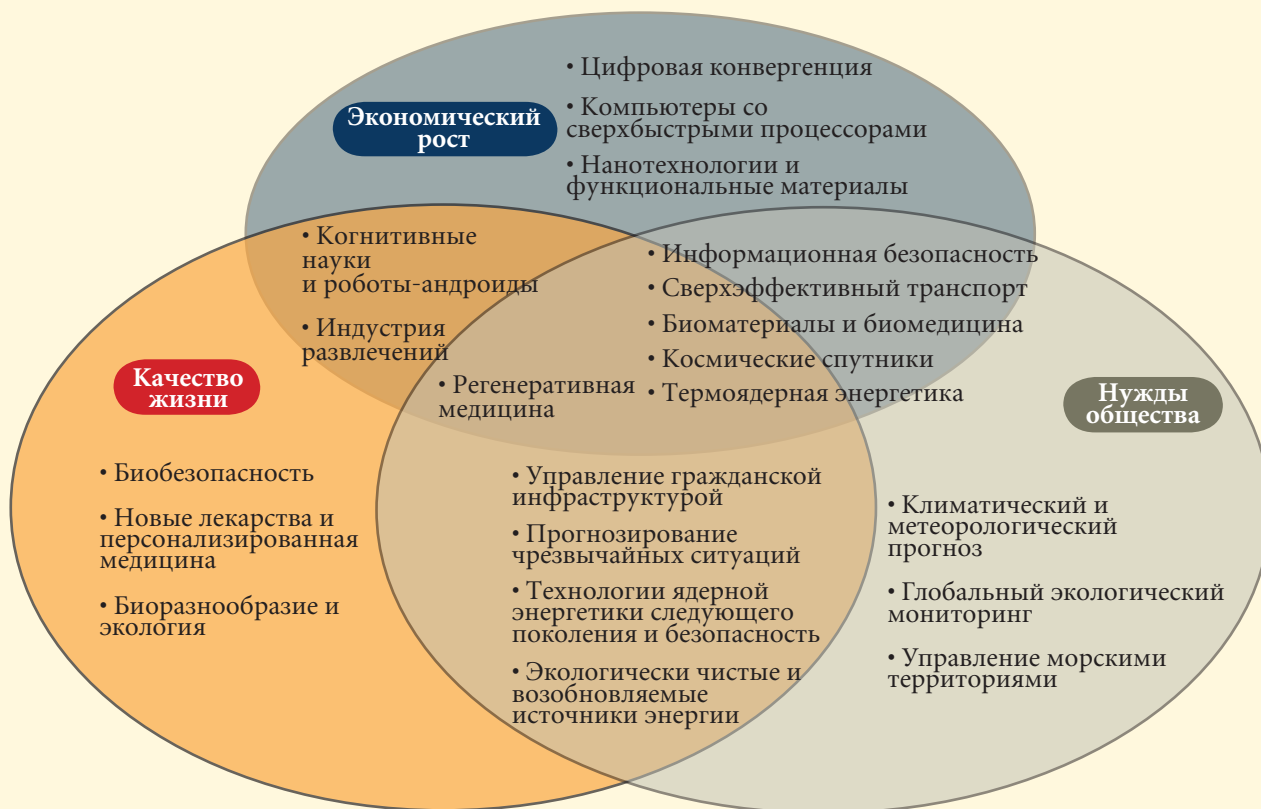 • Цифровая конвергенция
• Компьютеры со
сверхбыстрыми процессорами
• Нанотехнологии и
функциональные материалы
Экономический
рост
• Когнитивные
науки
и роботы-андроиды
• Индустрия
развлечений
• Информационная безопасность
• Сверхэффективный транспорт
• Биоматериалы и биомедицина
• Космические спутники
• Термоядерная энергетика
Качество
жизни
• Регенеративная
медицина
Нужды
общества
• Биобезопасность
• Новые лекарства и
персонализированная
медицина
• Биоразнообразие и
экология
• Управление гражданской
инфраструктурой
• Прогнозирование
чрезвычайных ситуаций
• Технологии ядерной
энергетики следующего
поколения и безопасность
• Экологически чистые и
возобновляемые
источники энергии
• Климатический и
метеорологический
прогноз
• Глобальный экологический
мониторинг
• Управление морскими
территориями